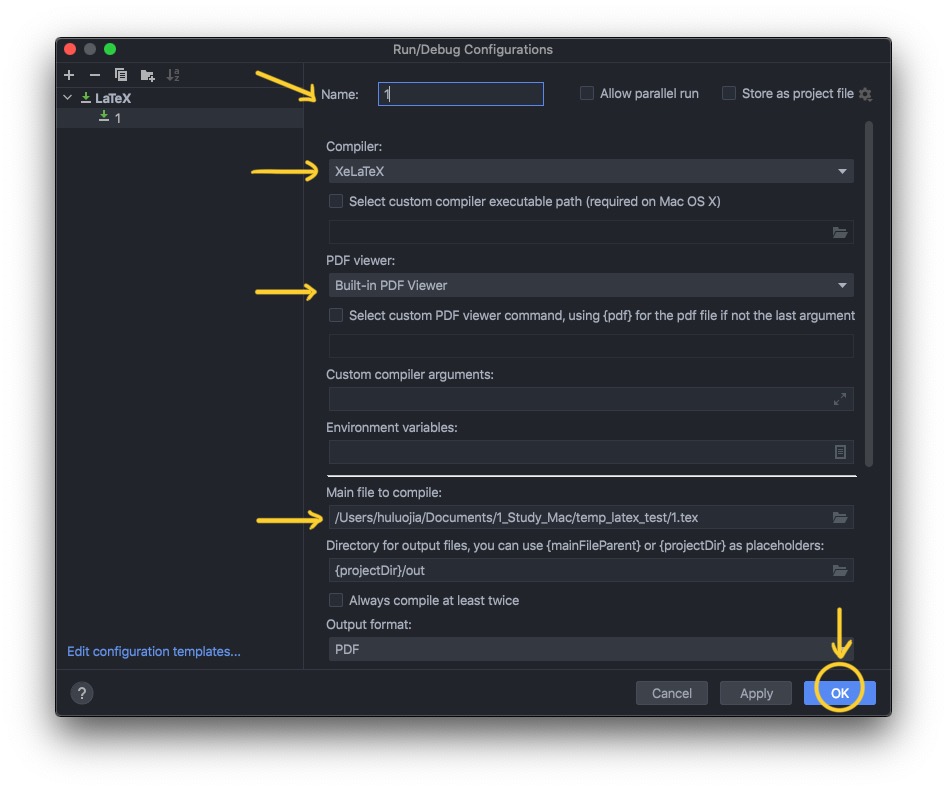 Run/Debug Configurations
LaTeX
1
Name: 1 Allow parallel run Store as project file
Compiler:
XeLaTeX
Select custom compiler executable path (required on Mac OS X)
PDF viewer:
Built-in PDF Viewer
Select custom PDF viewer command, using {pdf} for the pdf file if not the last argument
Custom compiler arguments:
Environment variables:
Main file to compile:
/Users/huluojia/Documents/1_Study_Mac/temp_latex_test/1.tex
Directory for output files, you can use {mainFileParent} or {projectDir} as placeholders:
{projectDir}/out
Always compile at least twice
Output format:
PDF
Edit configuration templates...
? Cancel Apply OK